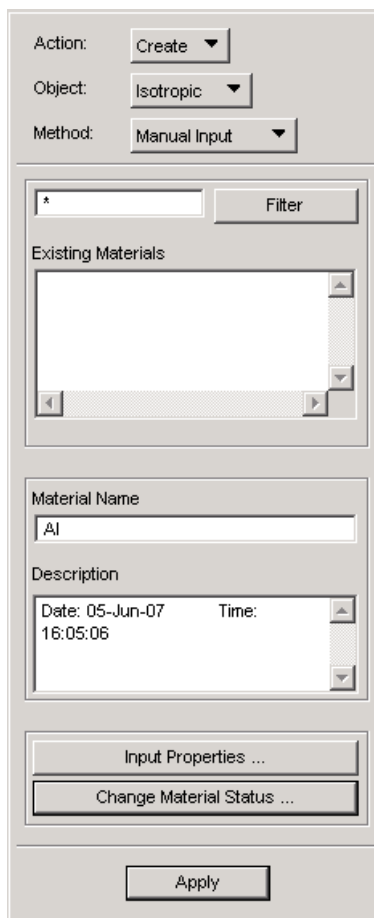 Action: Create
Object: Isotropic
Method: Manual Input
* Filter
Existing Materials
Material Name
Al
Description
Date: 05-Jun-07 Time:
16:05:06
Input Properties ...
Change Material Status ...
Apply